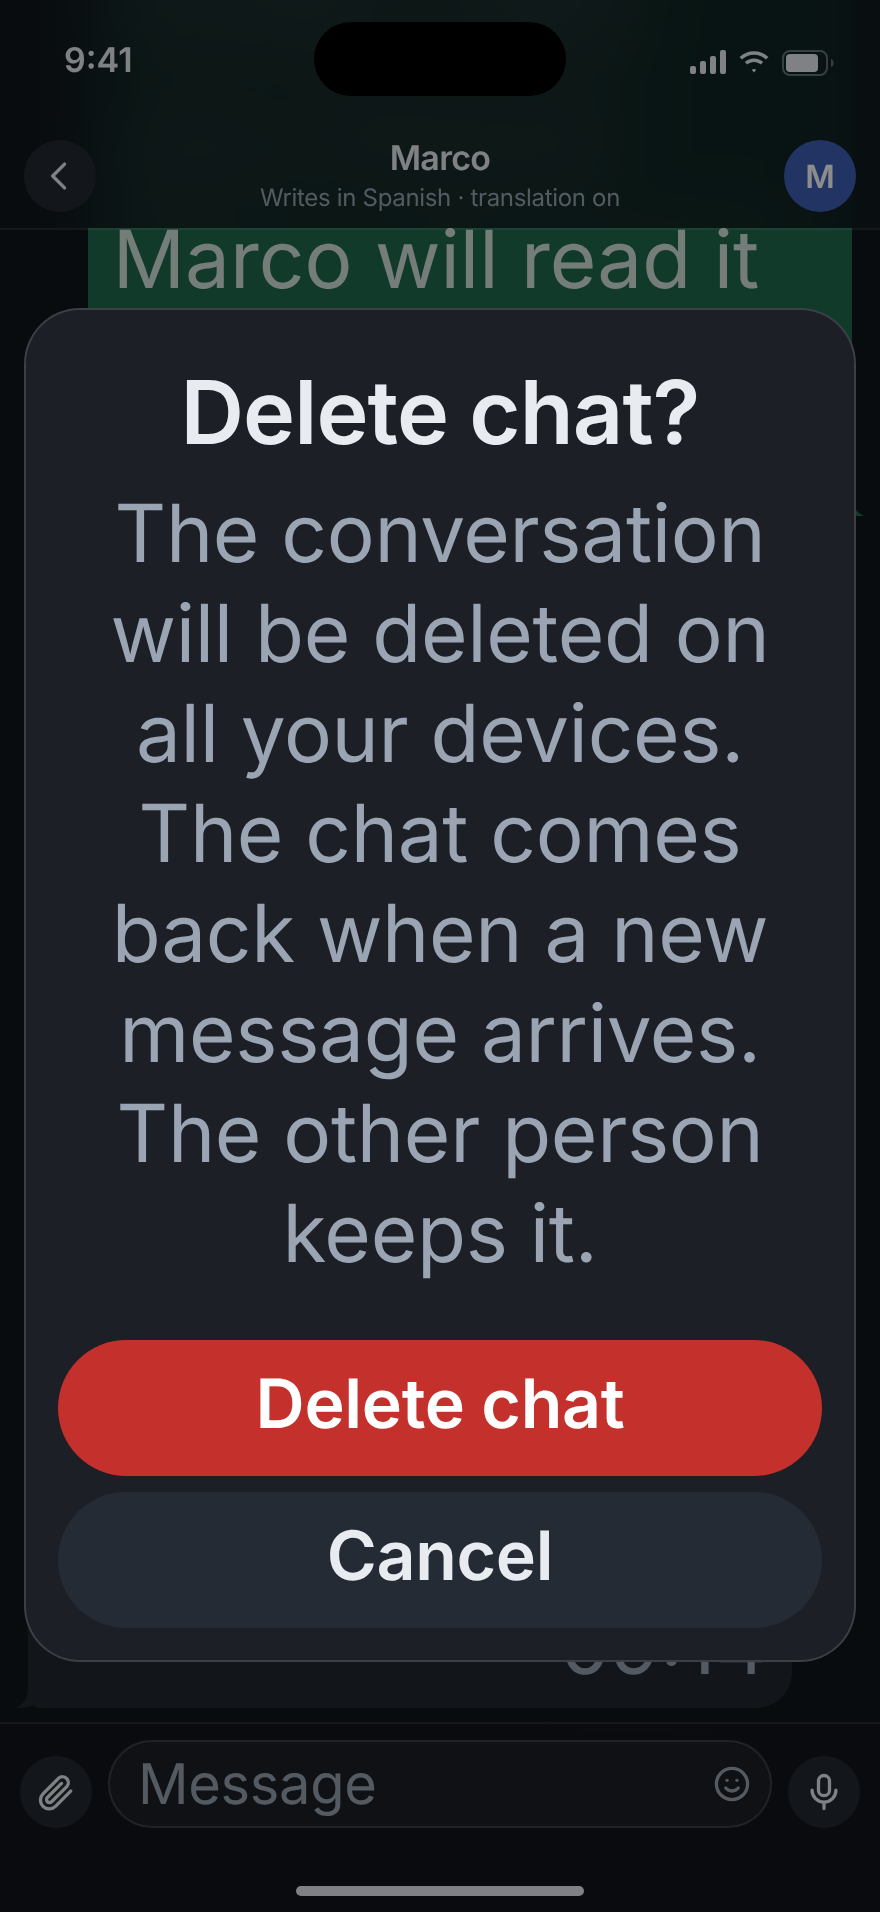 9:41
Marco
Writes in Spanish · translation on
M
Marco will read it
Delete chat?
The conversation
will be deleted on
all your devices.
The chat comes
back when a new
message arrives.
The other person
keeps it.
Delete chat
Cancel
Message